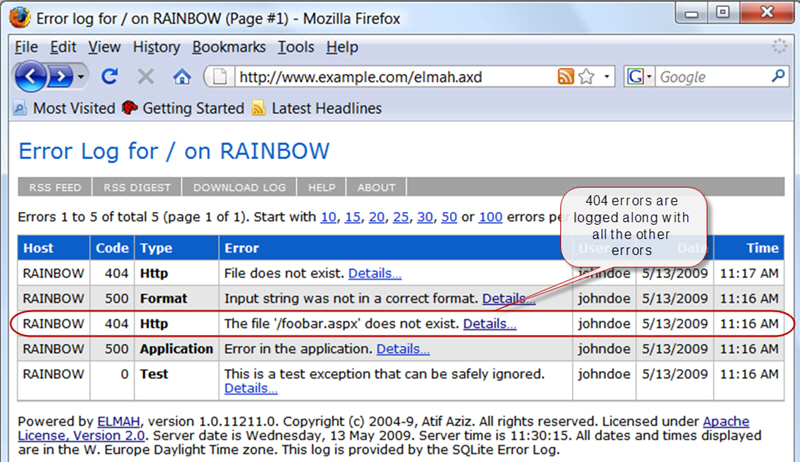 Error log for / on RAINBOW (Page #1) - Mozilla Firefox
File Edit View History Bookmarks Tools Help
http://www.example.com/elmah.axd
G Google
Most Visited Getting Started Latest Headlines
Error Log for / on RAINBOW
RSS FEED RSS DIGEST DOWNLOAD LOG HELP ABOUT
Errors 1 to 5 of total 5 (page 1 of 1). Start with 10, 15, 20, 25, 30, 50 or 100 errors per
404 errors are
logged along with
all the other
errors
Host Code Type Error User Date Time
RAINBOW 404 Http File does not exist. Details... johndoe 5/13/2009 11:17 AM
RAINBOW 500 Format Input string was not in a correct format. Details... johndoe 5/13/2009 11:16 AM
RAINBOW 404 Http The file '/foobar.aspx' does not exist. Details... johndoe 5/13/2009 11:16 AM
RAINBOW 500 Application Error in the application. Details... johndoe 5/13/2009 11:16 AM
RAINBOW 0 Test This is a test exception that can be safely ignored. johndoe 5/13/2009 11:16 AM
Details...
Powered by ELMAH, version 1.0.11211.0. Copyright (c) 2004-9, Atif Aziz. All rights reserved. Licensed under Apache
License, Version 2.0. Server date is Wednesday, 13 May 2009. Server time is 11:30:15. All dates and times displayed
are in the W. Europe Daylight Time zone. This log is provided by the SQLite Error Log.